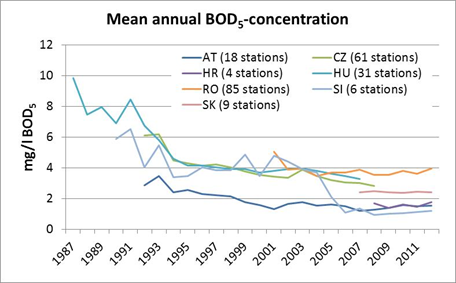 Mean annual BOD5-concentration
12
10
8
6
4
2
0
mg/l BOD5
AT (18 stations)
CZ (61 stations)
HR (4 stations)
HU (31 stations)
RO (85 stations)
SI (6 stations)
SK (9 stations)
1987
1989
1991
1993
1995
1997
1999
2001
2003
2005
2007
2009
2011